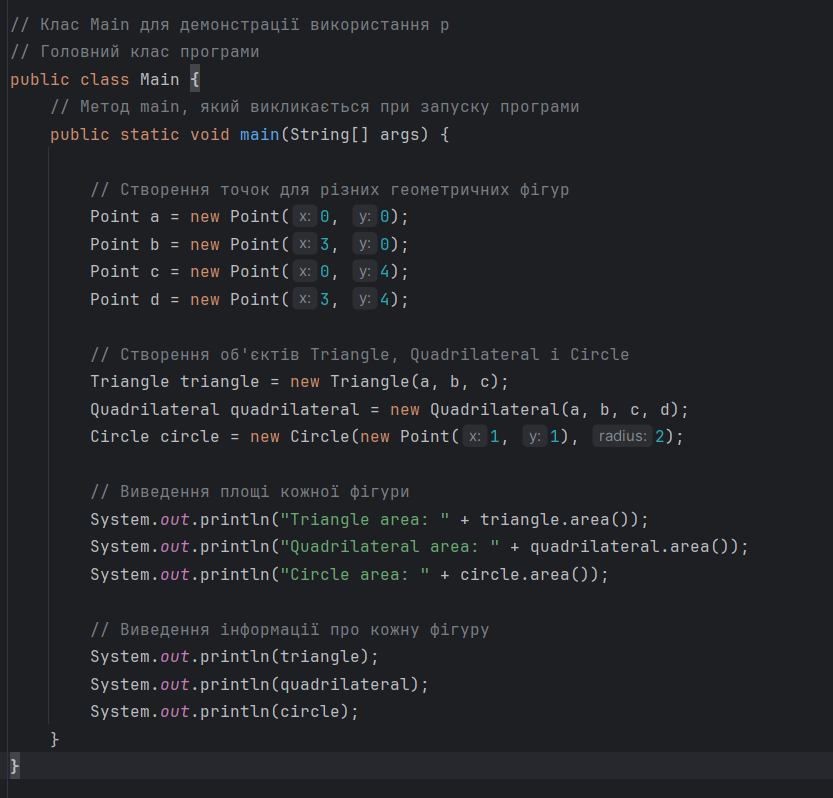 // Клас Main для демонстрації використання р
// Головний клас програми
public class Main {
// Метод main, який викликається при запуску програми
public static void main(String[] args) {
// Створення точок для різних геометричних фігур
Point a = new Point( x: 0, y: 0);
Point b = new Point( x: 3, y: 0);
Point c = new Point( x: 0, y: 4);
Point d = new Point( x: 3, y: 4);
// Створення об'єктів Triangle, Quadrilateral і Circle
Triangle triangle = new Triangle(a, b, c);
Quadrilateral quadrilateral = new Quadrilateral(a, b, c, d);
Circle circle = new Circle(new Point( x: 1, y: 1), radius: 2);
// Виведення площі кожної фігури
System.out.println("Triangle area: " + triangle.area());
System.out.println("Quadrilateral area: " + quadrilateral.area());
System.out.println("Circle area: " + circle.area());
// Виведення інформації про кожну фігуру
System.out.println(triangle);
System.out.println(quadrilateral);
System.out.println(circle);
}
}